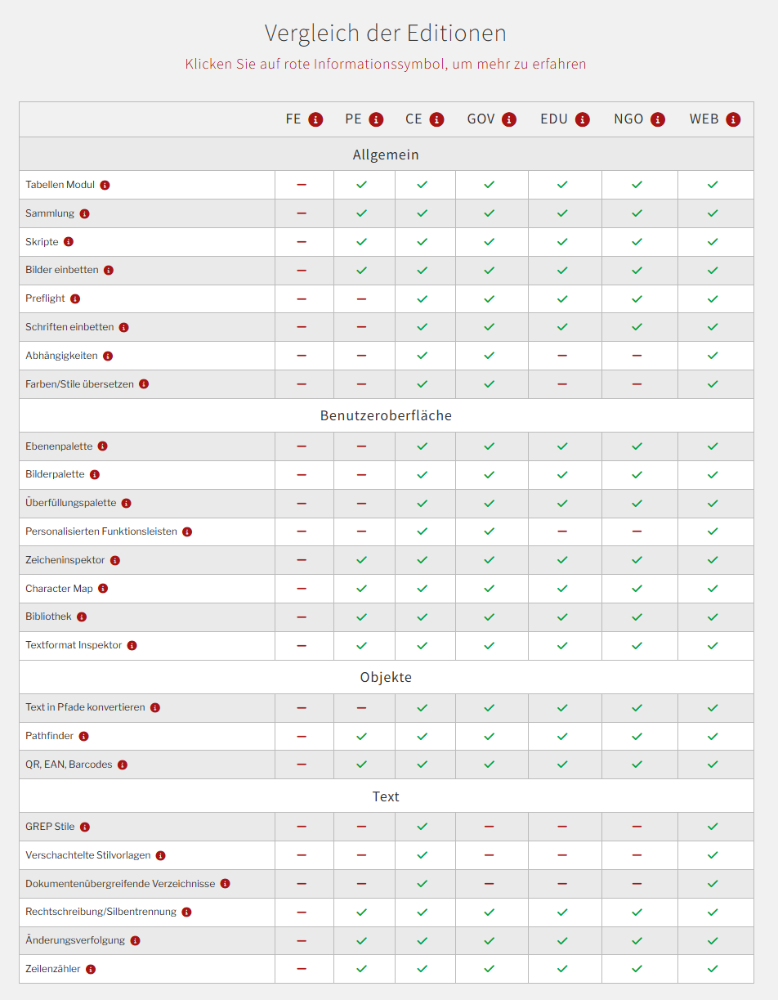 Vergleich der Editionen
Klicken Sie auf rote Informationssymbol, um mehr zu erfahren
FE PE CE GOV EDU NGO WEB
Allgemein
Tabellen Modul
Sammlung
Skripte
Bilder einbetten
Preflight
Schriften einbetten
Abhängigkeiten
Farben/Stile übersetzen
Benutzeroberfläche
Ebenenpalette
Bilderpalette
Überfüllungspalette
Personalisierten Funktionsleisten
Zeicheninspektor
Character Map
Bibliothek
Textformat Inspektor
Objekte
Text in Pfade konvertieren
Pathfinder
QR, EAN, Barcodes
Text
GREP Stile
Verschachtelte Stilvorlagen
Dokumentenübergreifende Verzeichnisse
Rechtschreibung/Silbentrennung
Änderungsverfolgung
Zeilenzähler